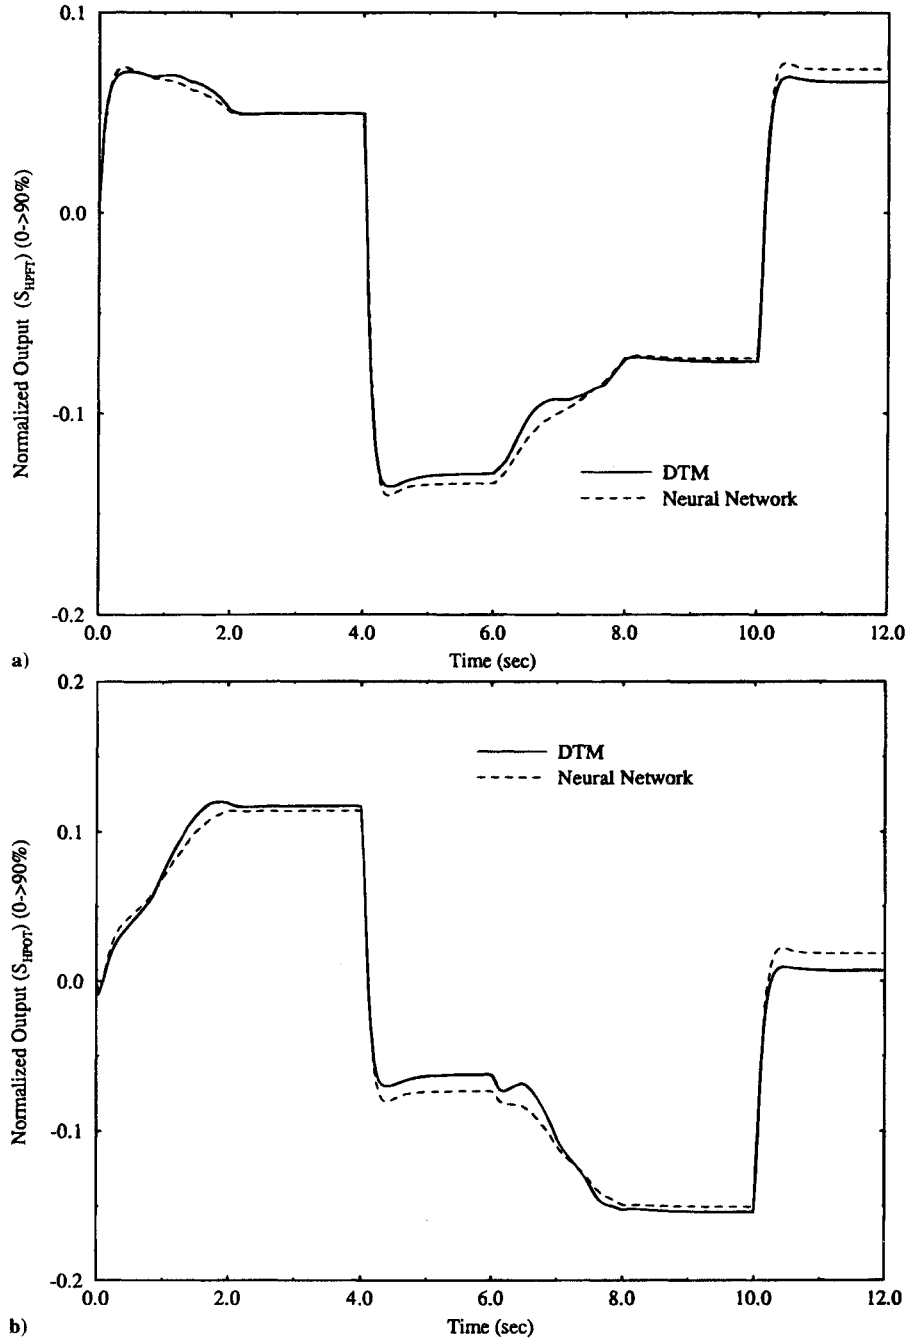 0.1
0.0
-0.1
-0.2
Normalized Output (S_HPFT) (0->90%)
DTM
Neural Network
0.0 2.0 4.0 6.0 8.0 10.0 12.0
Time (sec)
a)
0.2
0.1
0.0
-0.1
-0.2
Normalized Output (S_HPOT) (0->90%)
DTM
Neural Network
0.0 2.0 4.0 6.0 8.0 10.0 12.0
Time (sec)
b)